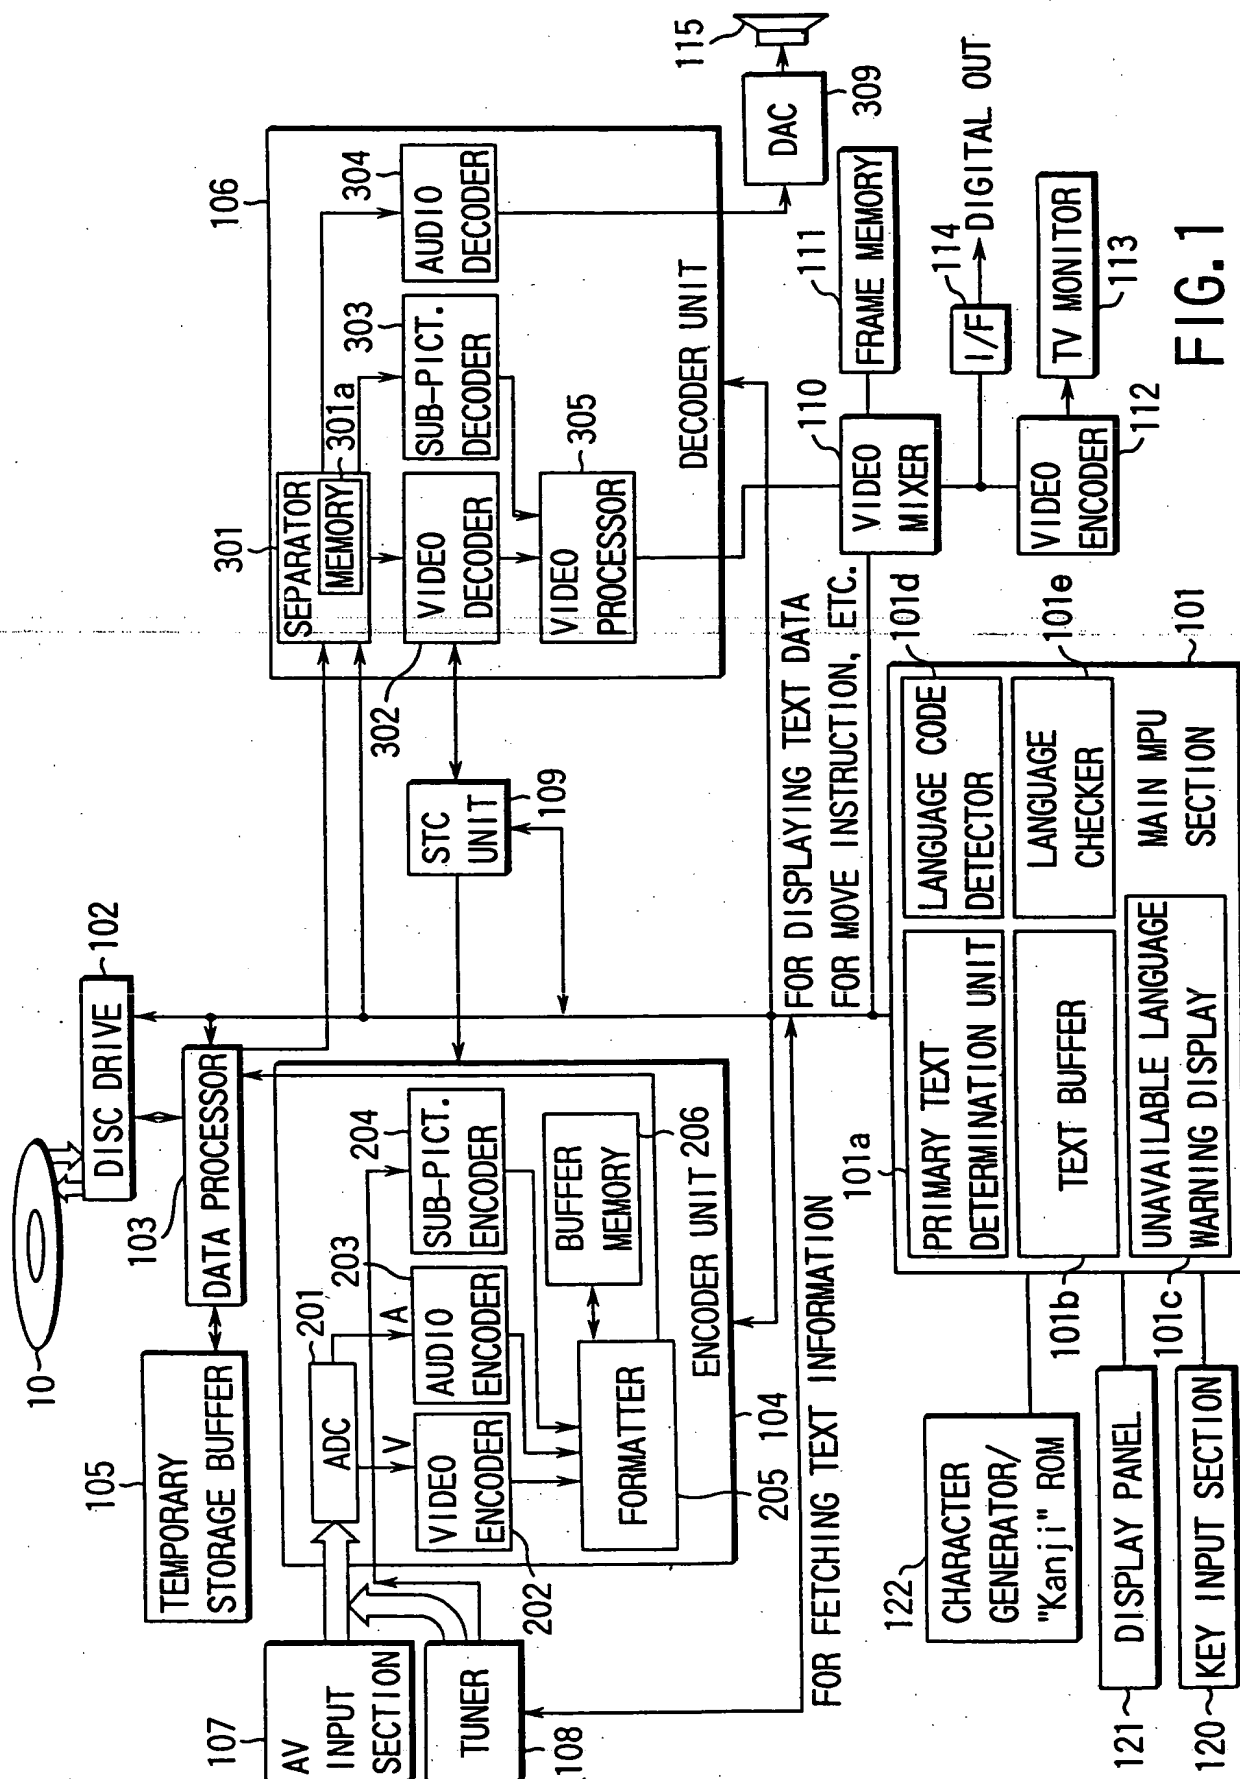 10
102
DISC DRIVE
103
DATA PROCESSOR
105
TEMPORARY
STORAGE BUFFER
107
AV
INPUT
SECTION
TUNER
108
201
ADC
V
A
203
204
VIDEO
ENCODER
202
AUDIO
ENCODER
SUB-PICT.
ENCODER
BUFFER
MEMORY
206
FORMATTER
205
ENCODER UNIT
104
STC
UNIT
109
106
301
SEPARATOR
MEMORY
301a
303
304
VIDEO
DECODER
302
SUB-PICT.
DECODER
AUDIO
DECODER
VIDEO
PROCESSOR
305
DECODER UNIT
DAC
309
115
FOR FETCHING TEXT INFORMATION
FOR DISPLAYING TEXT DATA
FOR MOVE INSTRUCTION, ETC.
110
VIDEO
MIXER
111
FRAME MEMORY
114
I/F
DIGITAL OUT
VIDEO
ENCODER
112
TV MONITOR
113
101a
PRIMARY TEXT
DETERMINATION UNIT
101d
LANGUAGE CODE
DETECTOR
TEXT BUFFER
101b
LANGUAGE
CHECKER
101e
UNAVAILABLE LANGUAGE
WARNING DISPLAY
101c
MAIN MPU
SECTION
101
122
CHARACTER
GENERATOR/
"Kanji" ROM
121
DISPLAY PANEL
120
KEY INPUT SECTION
FIG.1